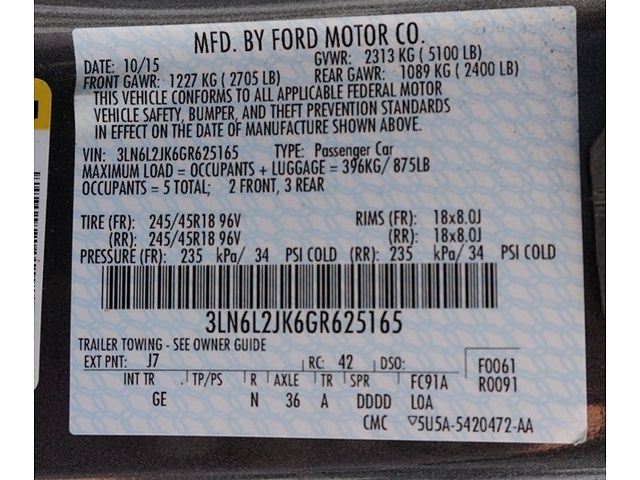 MFD. BY FORD MOTOR CO.
DATE: 10/15 GVWR: 2313 KG ( 5100 LB)
FRONT GAWR: 1227 KG ( 2705 LB) REAR GAWR: 1089 KG ( 2400 LB)
THIS VEHICLE CONFORMS TO ALL APPLICABLE FEDERAL MOTOR
VEHICLE SAFETY, BUMPER, AND THEFT PREVENTION STANDARDS
IN EFFECT ON THE DATE OF MANUFACTURE SHOWN ABOVE.
VIN: 3LN6L2JK6GR625165 TYPE: Passenger Car
MAXIMUM LOAD = OCCUPANTS + LUGGAGE = 396KG/ 875LB
OCCUPANTS = 5 TOTAL; 2 FRONT, 3 REAR
TIRE (FR): 245/45R18 96V RIMS (FR): 18x8.0J
(RR): 245/45R18 96V (RR): 18x8.0J
PRESSURE (FR): 235 kPa/ 34 PSI COLD (RR): 235 kPa/ 34 PSI COLD
3LN6L2JK6GR625165
TRAILER TOWING - SEE OWNER GUIDE
EXT PNT: J7 RC: 42 DSO: F0061
INT TR TP/PS R AXLE TR SPR FC91A R0091
GE N 36 A DDDD LOA
CMC ▽5U5A-5420472-AA